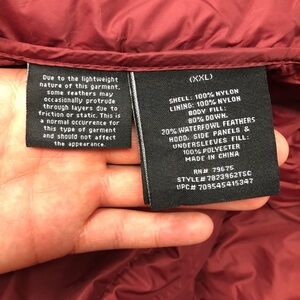 Due to the lightweight
nature of this garment,
some feathers may
occasionally protrude
through layers due to
friction or static. This is
a normal occurrence for
this type of garment
and should not affect
the appearance.
(XXL)
SHELL: 100% NYLON
LINING: 100% NYLON
BODY FILL:
80% DOWN,
20% WATERFOWL FEATHERS
HOOD, SIDE PANELS &
UNDERSLEEVES FILL:
100% POLYESTER
MADE IN CHINA
RN# 79675
STYLE# 7823962TSC
UPC# 709545415347